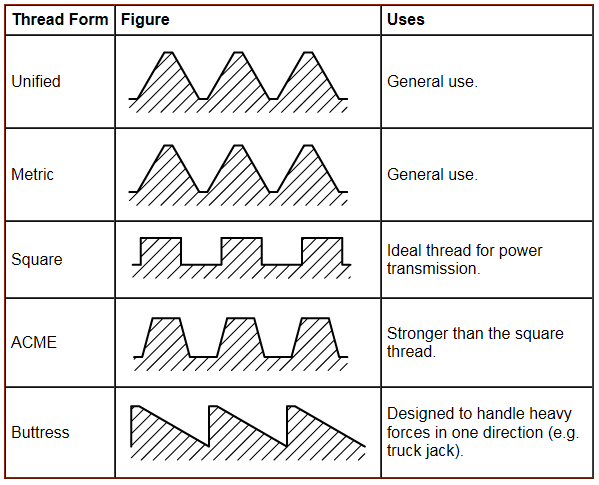 Thread Form Figure Uses
Unified General use.
Metric General use.
Square Ideal thread for power
transmission.
ACME Stronger than the square
thread.
Buttress Designed to handle heavy
forces in one direction (e.g.
truck jack).